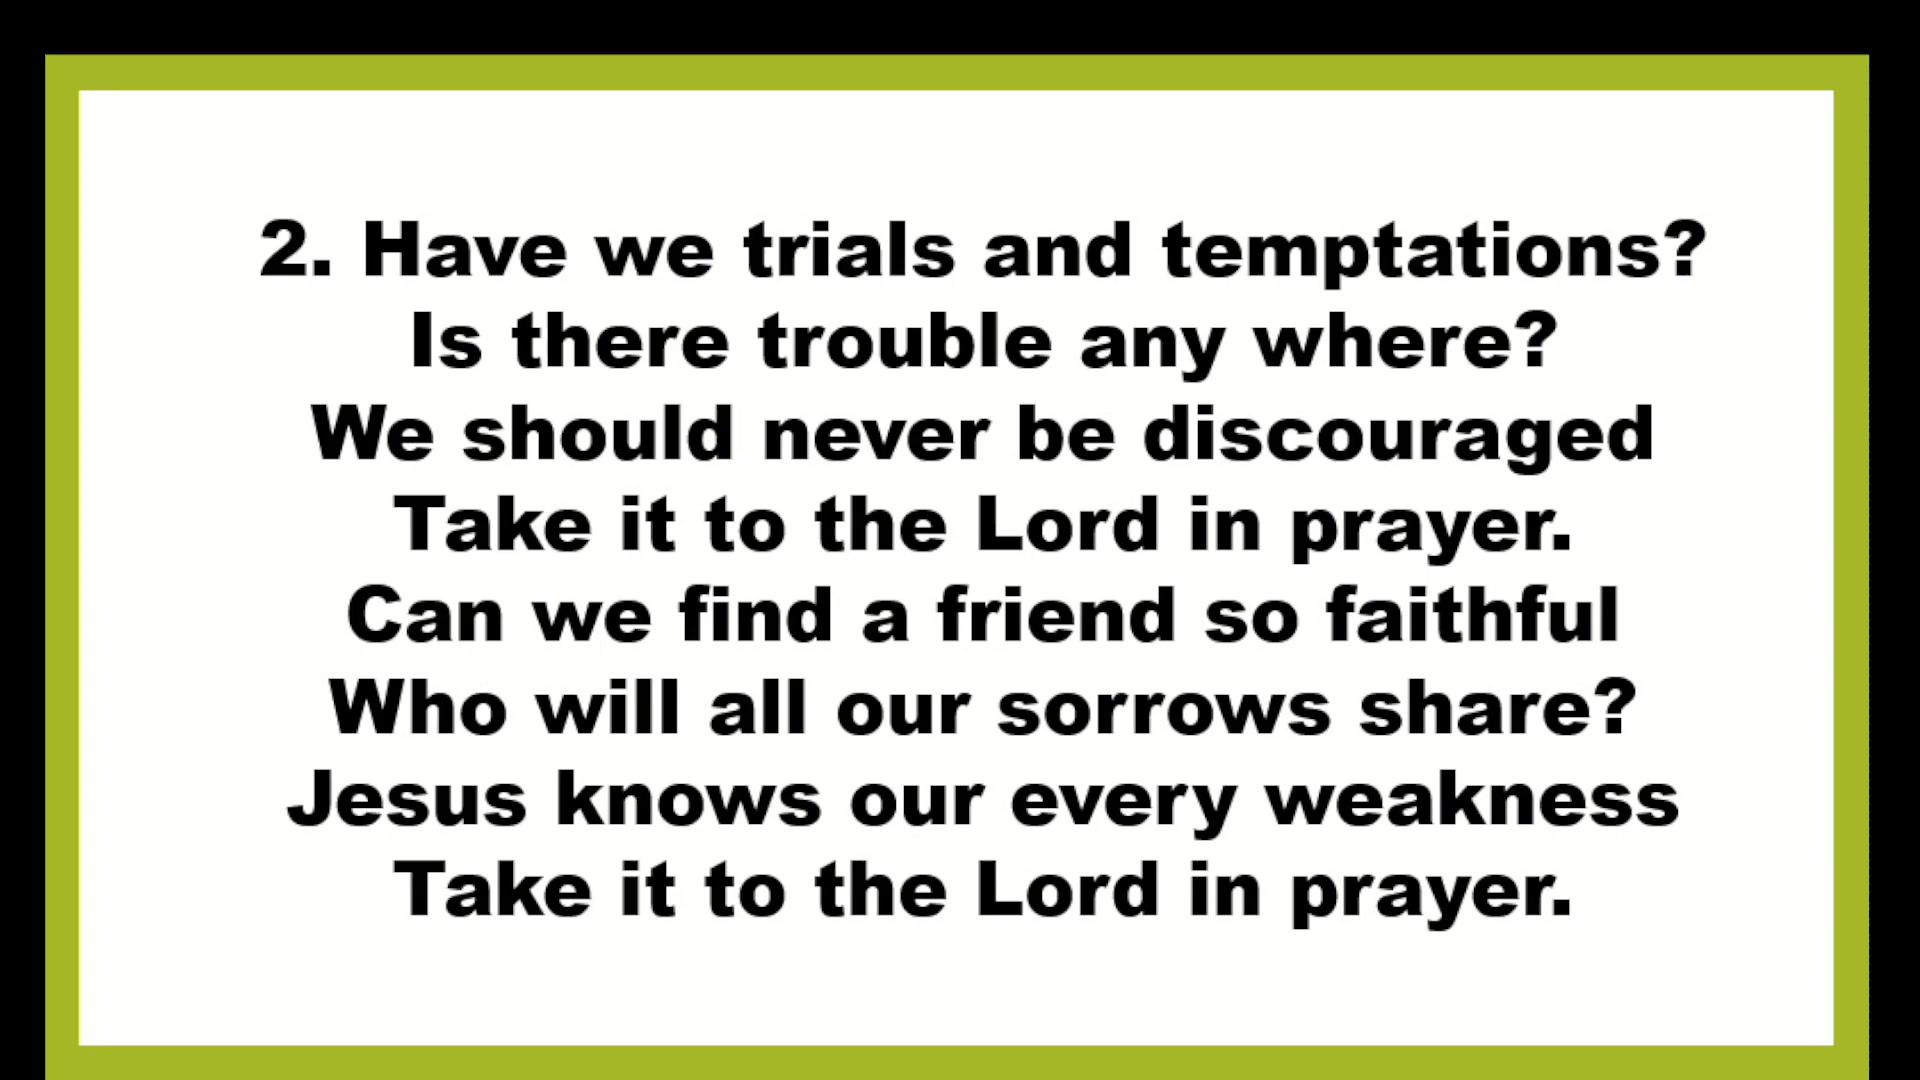 2. Have we trials and temptations?
Is there trouble any where?
We should never be discouraged
Take it to the Lord in prayer.
Can we find a friend so faithful
Who will all our sorrows share?
Jesus knows our every weakness
Take it to the Lord in prayer.